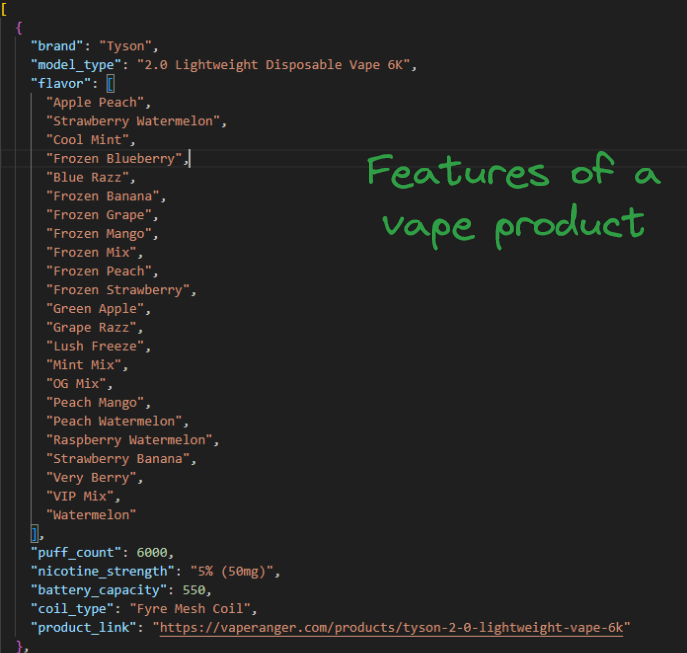 [
{
"brand": "Tyson",
"model_type": "2.0 Lightweight Disposable Vape 6K",
"flavor": [
"Apple Peach",
"Strawberry Watermelon",
"Cool Mint",
"Frozen Blueberry",
"Blue Razz",
"Frozen Banana",
"Frozen Grape",
"Frozen Mango",
"Frozen Mix",
"Frozen Peach",
"Frozen Strawberry",
"Green Apple",
"Grape Razz",
"Lush Freeze",
"Mint Mix",
"OG Mix",
"Peach Mango",
"Peach Watermelon",
"Raspberry Watermelon",
"Strawberry Banana",
"Very Berry",
"VIP Mix",
"Watermelon"
],
"puff_count": 6000,
"nicotine_strength": "5% (50mg)",
"battery_capacity": 550,
"coil_type": "Fyre Mesh Coil",
"product_link": "https://vaperanger.com/products/tyson-2-0-lightweight-vape-6k"
},
Features of a
vape product